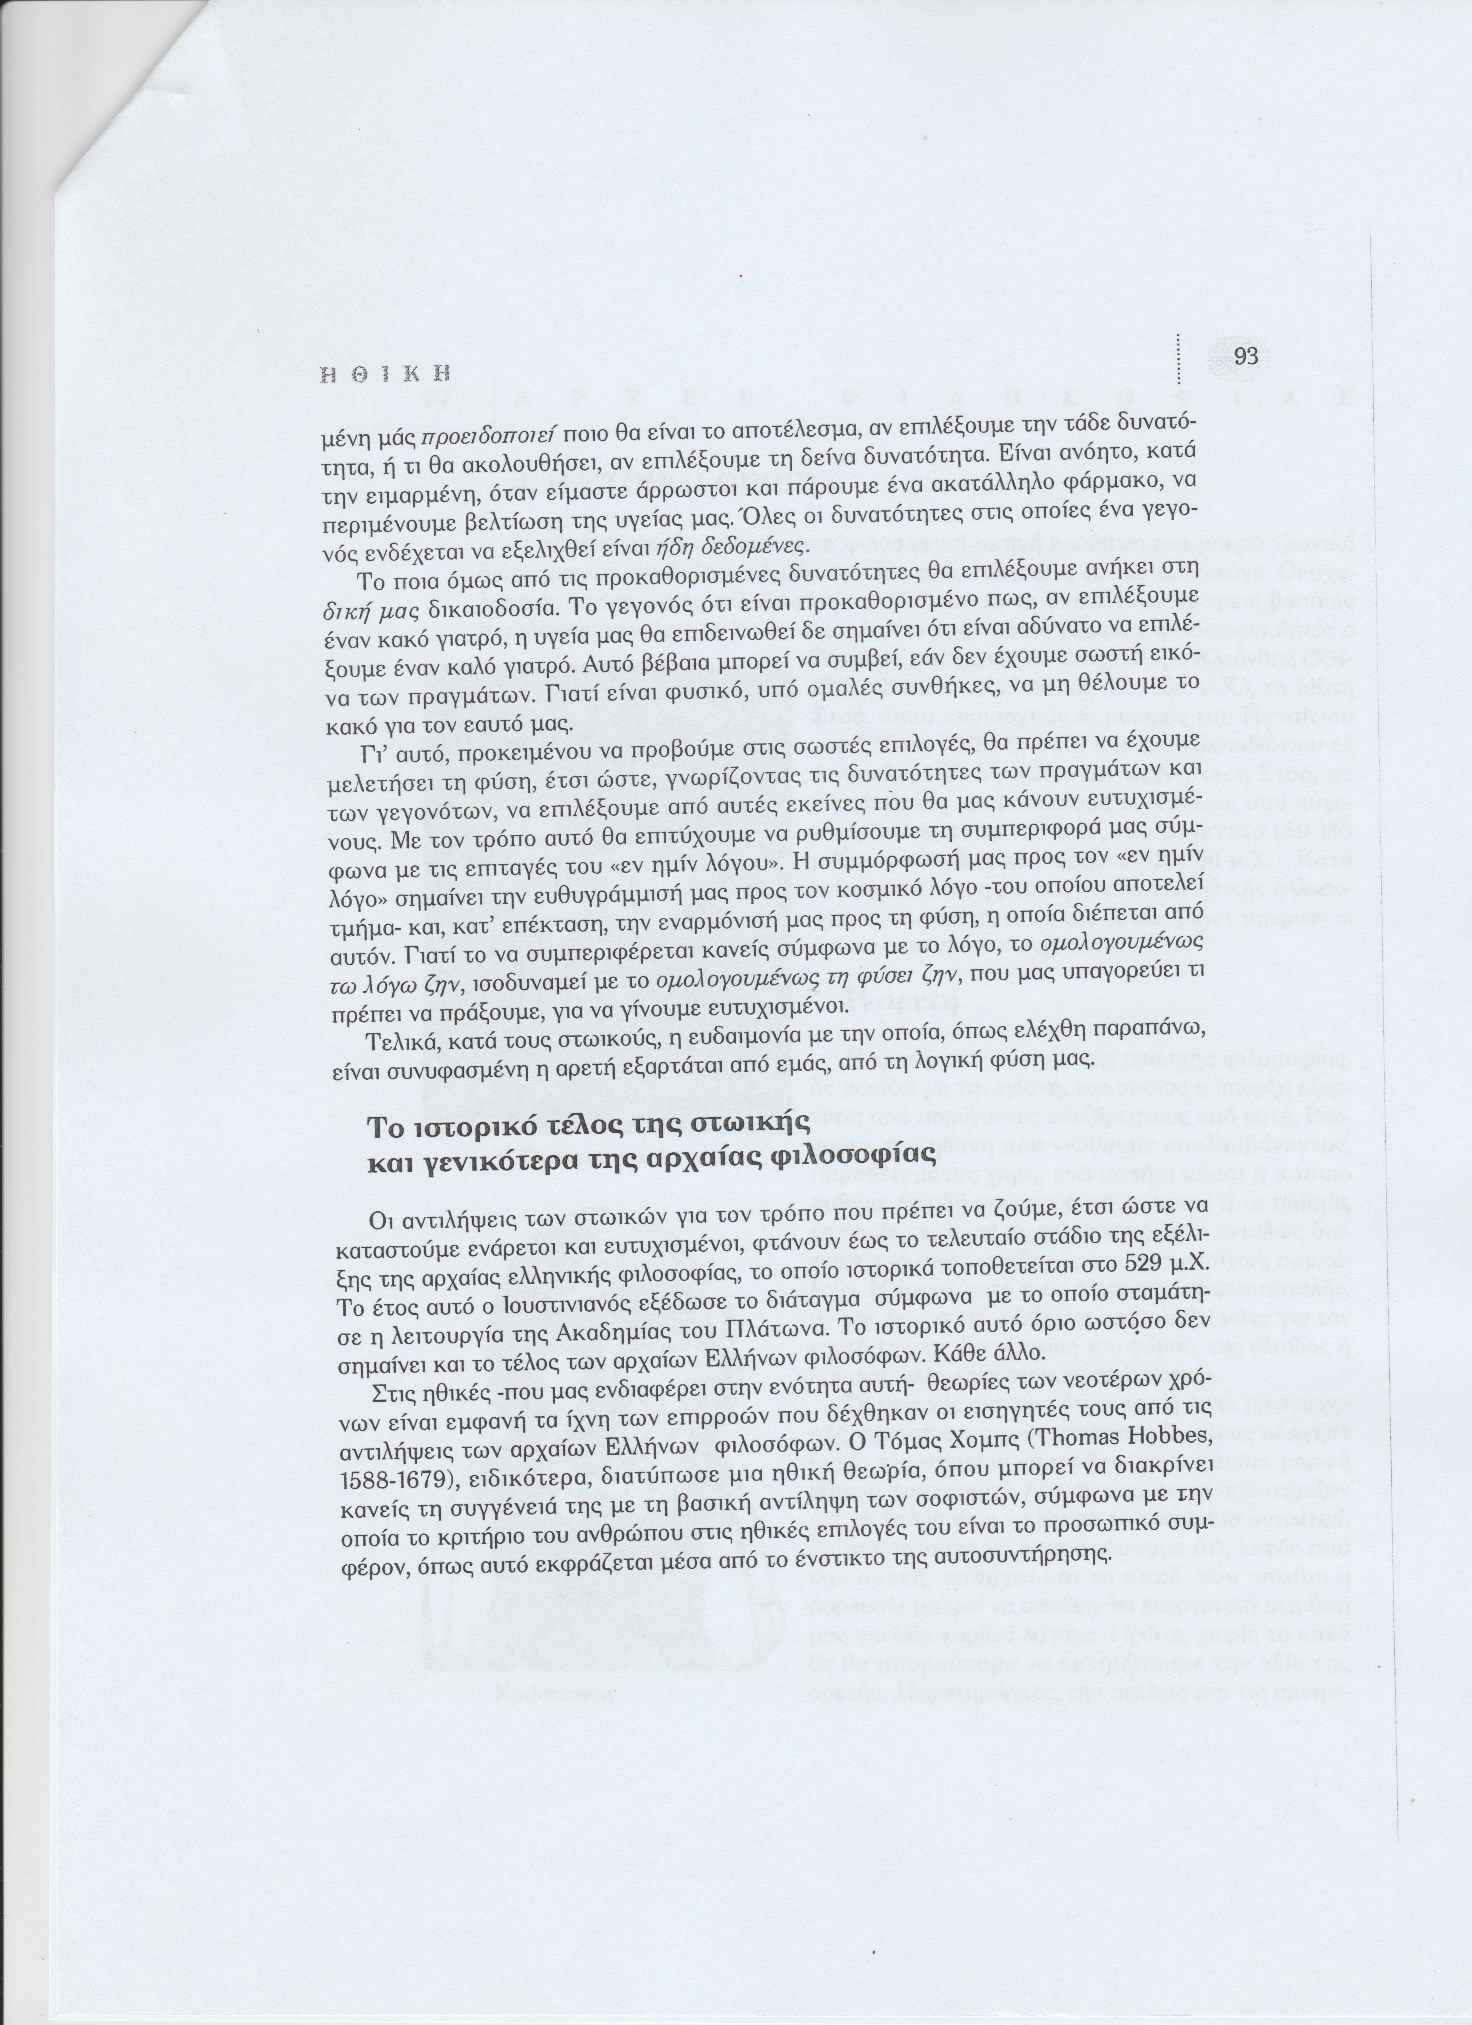 ΗΘΙΚΗ
93
μένη μάς προειδοποιεί ποιο θα είναι το αποτέλεσμα, αν επιλέξουμε την τάδε δυνατό-
τητα, ή τι θα ακολουθήσει, αν επιλέξουμε τη δείνα δυνατότητα. Είναι ανόητο, κατά
την ειμαρμένη, όταν είμαστε άρρωστοι και πάρουμε ένα ακατάλληλο φάρμακο, να
περιμένουμε βελτίωση της υγείας μας. Όλες οι δυνατότητες στις οποίες ένα γεγο-
νός ενδέχεται να εξελιχθεί είναι ήδη δεδομένες.
Το ποια όμως από τις προκαθορισμένες δυνατότητες θα επιλέξουμε ανήκει στη
δική μας δικαιοδοσία. Το γεγονός ότι είναι προκαθορισμένο πως, αν επιλέξουμε
έναν κακό γιατρό, η υγεία μας θα επιδεινωθεί δε σημαίνει ότι είναι αδύνατο να επιλέ-
ξουμε έναν καλό γιατρό. Αυτό βέβαια μπορεί να συμβεί, εάν δεν έχουμε σωστή εικό-
να των πραγμάτων. Γιατί είναι φυσικό, υπό ομαλές συνθήκες, να μη θέλουμε το
κακό για τον εαυτό μας.
Γι’ αυτό, προκειμένου να προβούμε στις σωστές επιλογές, θα πρέπει να έχουμε
μελετήσει τη φύση, έτσι ώστε, γνωρίζοντας τις δυνατότητες των πραγμάτων και
των γεγονότων, να επιλέξουμε από αυτές εκείνες που θα μας κάνουν ευτυχισμέ-
νους. Με τον τρόπο αυτό θα επιτύχουμε να ρυθμίσουμε τη συμπεριφορά μας σύμ-
φωνα με τις επιταγές του «εν ημίν λόγου». Η συμμόρφωσή μας προς τον «εν ημίν
λόγο» σημαίνει την ευθυγράμμισή μας προς τον κοσμικό λόγο -του οποίου αποτελεί
τμήμα- και, κατ’ επέκταση, την εναρμόνισή μας προς τη φύση, η οποία διέπεται από
αυτόν. Γιατί το να συμπεριφέρεται κανείς σύμφωνα με το λόγο, το ομολογουμένως
τω λόγω ζην, ισοδυναμεί με το ομολογουμένως τη φύσει ζην, που μας υπαγορεύει τι
πρέπει να πράξουμε, για να γίνουμε ευτυχισμένοι.
Τελικά, κατά τους στωικούς, η ευδαιμονία με την οποία, όπως ελέχθη παραπάνω,
είναι συνυφασμένη η αρετή εξαρτάται από εμάς, από τη λογική φύση μας.
Το ιστορικό τέλος της στωικής
και γενικότερα της αρχαίας φιλοσοφίας
Οι αντιλήψεις των στωικών για τον τρόπο που πρέπει να ζούμε, έτσι ώστε να
καταστούμε ενάρετοι και ευτυχισμένοι, φτάνουν έως το τελευταίο στάδιο της εξέλι-
ξης της αρχαίας ελληνικής φιλοσοφίας, το οποίο ιστορικά τοποθετείται στο 529 μ.Χ.
Το έτος αυτό ο Ιουστινιανός εξέδωσε το διάταγμα σύμφωνα με το οποίο σταμάτη-
σε η λειτουργία της Ακαδημίας του Πλάτωνα. Το ιστορικό αυτό όριο ωστόσο δεν
σημαίνει και το τέλος των αρχαίων Ελλήνων φιλοσόφων. Κάθε άλλο.
Στις ηθικές -που μας ενδιαφέρει στην ενότητα αυτή- θεωρίες των νεοτέρων χρό-
νων είναι εμφανή τα ίχνη των επιρροών που δέχθηκαν οι εισηγητές τους από τις
αντιλήψεις των αρχαίων Ελλήνων φιλοσόφων. Ο Τόμας Χομπς (Thomas Hobbes,
1588-1679), ειδικότερα, διατύπωσε μια ηθική θεωρία, όπου μπορεί να διακρίνει
κανείς τη συγγένειά της με τη βασική αντίληψη των σοφιστών, σύμφωνα με την
οποία το κριτήριο του ανθρώπου στις ηθικές επιλογές του είναι το προσωπικό συμ-
φέρον, όπως αυτό εκφράζεται μέσα από το ένστικτο της αυτοσυντήρησης.